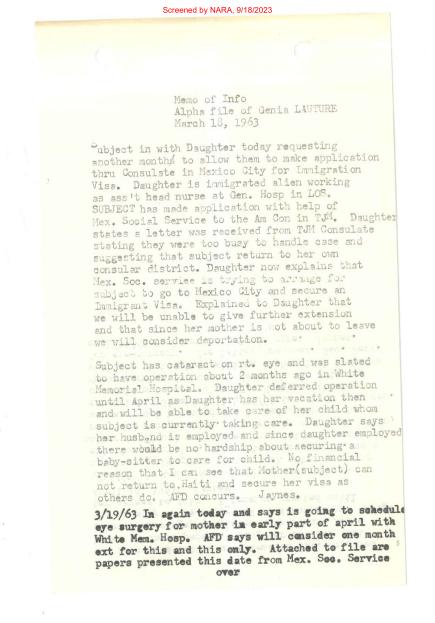 Screened by NARA, 9/18/2023
Memo of Info
Alpha file of Genia LAUTURE
March 18, 1963
Subject in with Daughter today requesting
another month to allow them to make application
thru Consulste in Mexico City for Immigration
Visa. Daughter is immigrated alien working
as ass't head nurse at Gen. Hosp in LOS.
SUBJECT has made application with help of
Mex. Social Service to the Am Con in TJM. Daughter
states a letter was received from TJM Consulate
stating they were too busy to handle case and
suggesting that subject return to her own
consular district. Daughter now explains that
Mex. Soc. service is trying to arrange for
subject to go to Mexico City and secure an
Immigrant Visa. Explained to Daughter that
we will be unable to give further extension
and that since her mother is not about to leave
we will consider deportation.
Subject has cataract on rt. eye and was slated
to have operation about 2 months ago in White
Memorial Hospital. Daughter deferred operation
until April as Daughter has her vacation then
and will be able to take care of her child whom
subject is currently taking care. Daughter says
her husband is employed and since daughter employed
there would be no hardship about securing a
baby-sitter to care for child. No financial
reason that I can see that Mother(subject) can
not return to Haiti and secure her visa as
others do. AFD concurs. Jaynes.
3/19/63 In again today and says is going to schedule
eye surgery for mother in early part of april with
White Mem. Hosp. AFD says will consider one month
ext for this and this only. Attached to file are
papers presented this date from Mex. Soc. Service
over